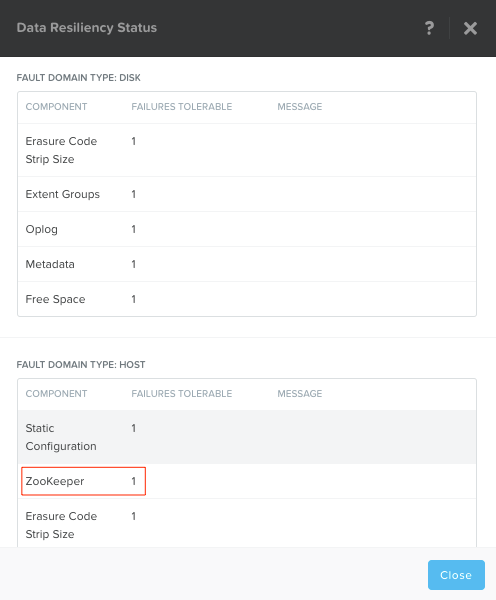 Data Resiliency Status
?
FAULT DOMAIN TYPE: DISK
COMPONENT FAILURES TOLERABLE MESSAGE
Erasure Code 1
Strip Size
Extent Groups 1
Oplog 1
Metadata 1
Free Space 1
FAULT DOMAIN TYPE: HOST
COMPONENT FAILURES TOLERABLE MESSAGE
Static 1
Configuration
ZooKeeper 1
Erasure Code 1
Strip Size
Close